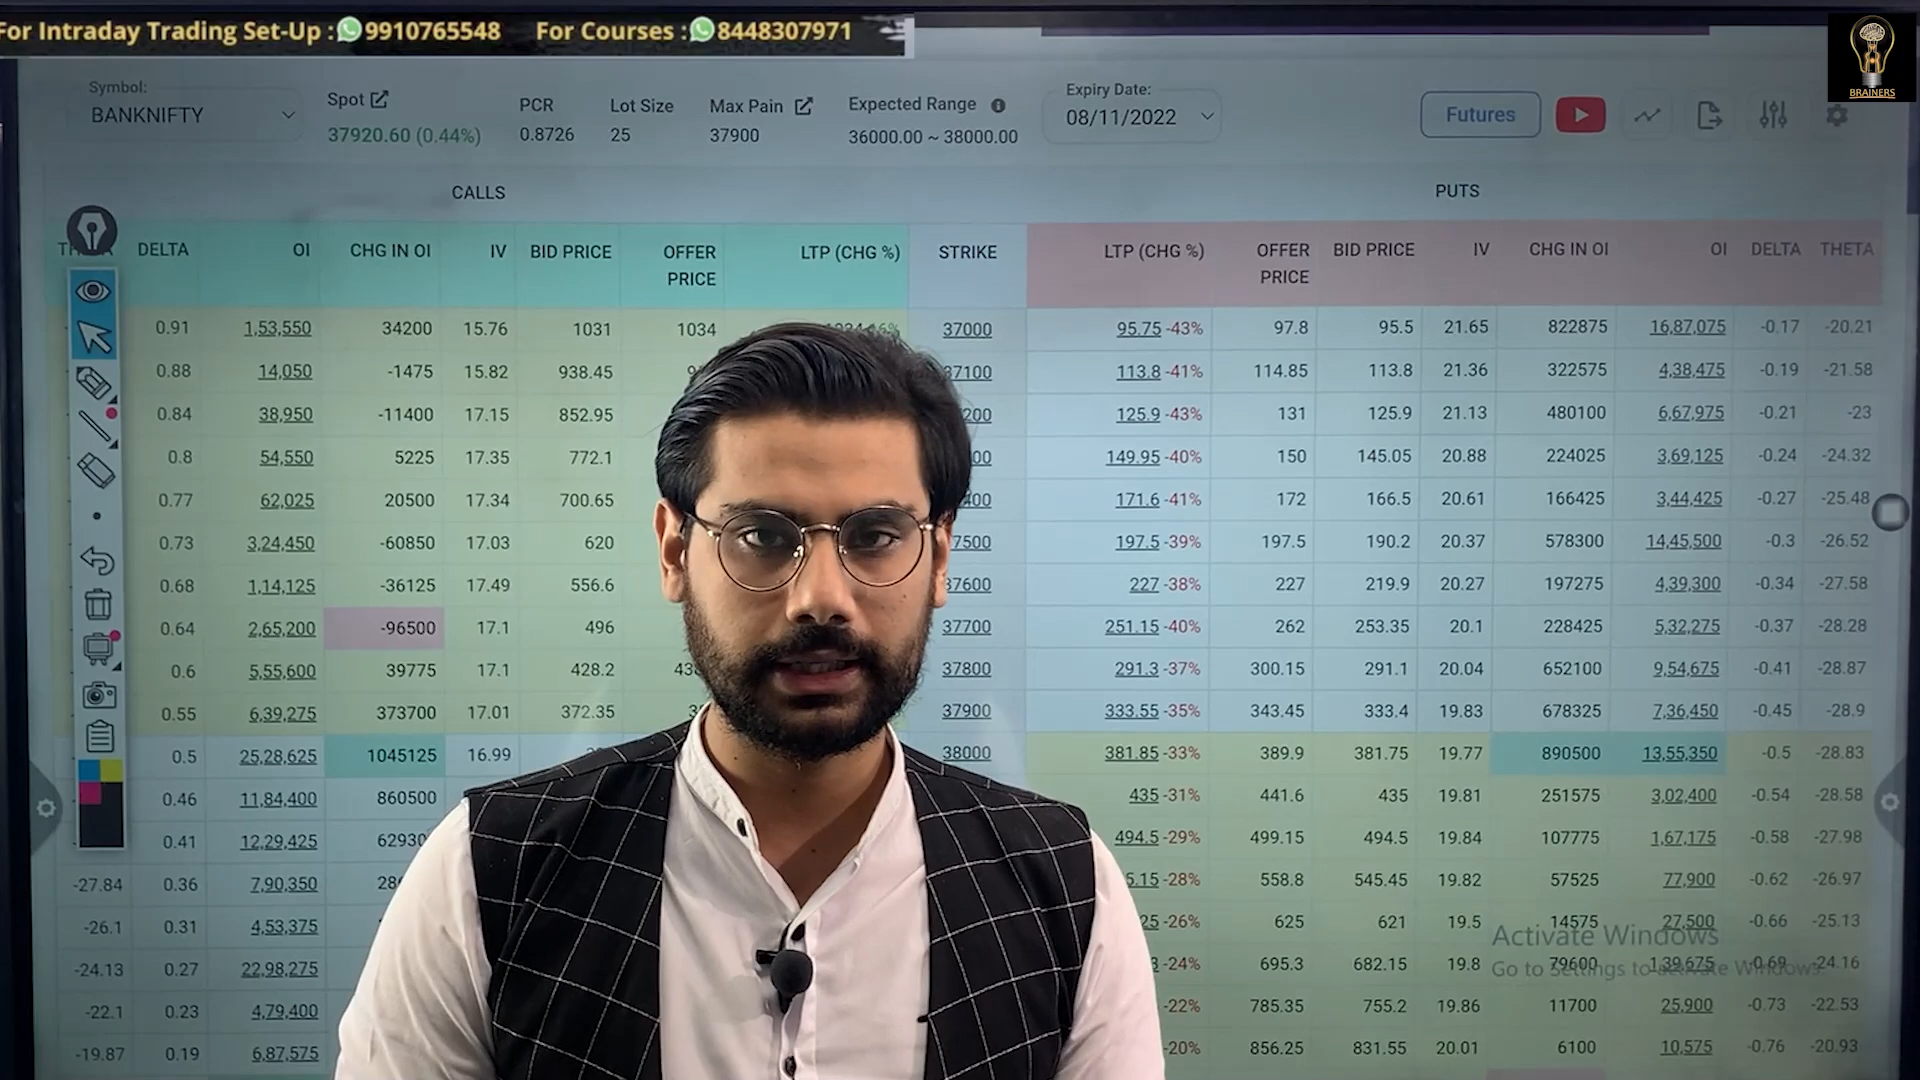 For Intraday Trading Set-Up : 9910765548 For Courses : 8448307971
BRAINERS
Symbol:
BANKNIFTY
Spot
37920.60 (0.44%)
PCR
0.8726
Lot Size
25
Max Pain
37900
Expected Range
36000.00 ~ 38000.00
Expiry Date:
08/11/2022
Futures
CALLS PUTS
DELTA OI CHG IN OI IV BID PRICE OFFER PRICE LTP (CHG %) STRIKE LTP (CHG %) OFFER PRICE BID PRICE IV CHG IN OI OI DELTA THETA
0.91 1,53,550 34200 15.76 1031 1034 37000 95.75 -43% 97.8 95.5 21.65 822875 16,87,075 -0.17 -20.21
0.88 14,050 -1475 15.82 938.45 37100 113.8 -41% 114.85 113.8 21.36 322575 4,38,475 -0.19 -21.58
0.84 38,950 -11400 17.15 852.95 125.9 -43% 131 125.9 21.13 480100 6,67,975 -0.21 -23
0.8 54,550 5225 17.35 772.1 149.95 -40% 150 145.05 20.88 224025 3,69,125 -0.24 -24.32
0.77 62,025 20500 17.34 700.65 171.6 -41% 172 166.5 20.61 166425 3,44,425 -0.27 -25.48
0.73 3,24,450 -60850 17.03 620 197.5 -39% 197.5 190.2 20.37 578300 14,45,500 -0.3 -26.52
0.68 1,14,125 -36125 17.49 556.6 37600 227 -38% 227 219.9 20.27 197275 4,39,300 -0.34 -27.58
0.64 2,65,200 -96500 17.1 496 37700 251.15 -40% 262 253.35 20.1 228425 5,32,275 -0.37 -28.28
0.6 5,55,600 39775 17.1 428.2 37800 291.3 -37% 300.15 291.1 20.04 652100 9,54,675 -0.41 -28.87
0.55 6,39,275 373700 17.01 372.35 37900 333.55 -35% 343.45 333.4 19.83 678325 7,36,450 -0.45 -28.9
0.5 25,28,625 1045125 16.99 38000 381.85 -33% 389.9 381.75 19.77 890500 13,55,350 -0.5 -28.83
0.46 11,84,400 860500 435 -31% 441.6 435 19.81 251575 3,02,400 -0.54 -28.58
0.41 12,29,425 494.5 -29% 499.15 494.5 19.84 107775 1,67,175 -0.58 -27.98
-27.84 0.36 7,90,350 -28% 558.8 545.45 19.82 57525 77,900 -0.62 -26.97
-26.1 0.31 4,53,375 -26% 625 621 19.5 14575 27,500 -0.66 -25.13
-24.13 0.27 22,98,275 -24% 695.3 682.15 19.8 79600 1,39,675 -0.69 -24.16
-22.1 0.23 4,79,400 -22% 785.35 755.2 19.86 11700 25,900 -0.73 -22.53
-19.87 0.19 6,87,575 -20% 856.25 831.55 20.01 6100 10,575 -0.76 -20.93
Activate Windows
Go to Settings to activate Windows.